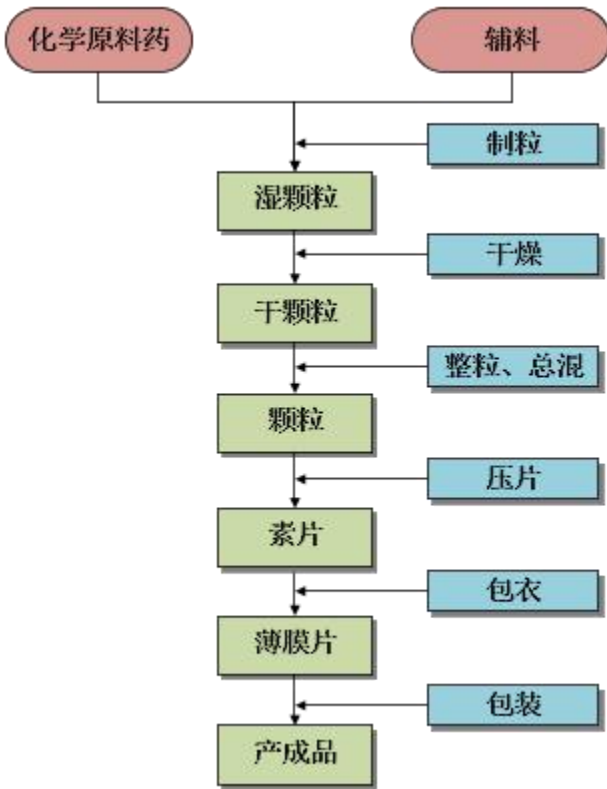 化学原料药
辅料
制粒
湿颗粒
干燥
干颗粒
整粒、总混
颗粒
压片
素片
包衣
薄膜片
包装
产成品